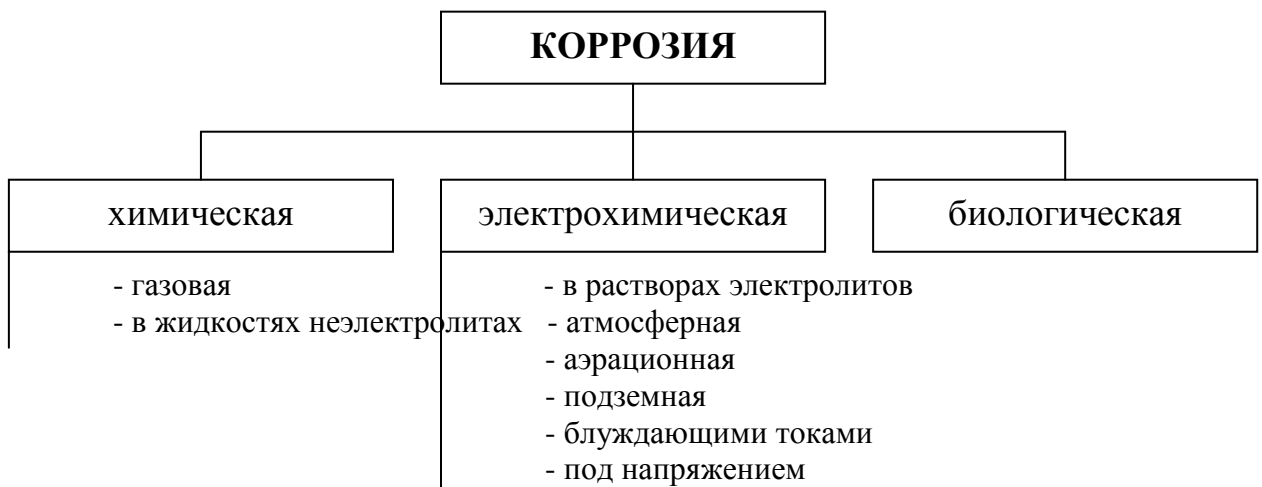 КОРРОЗИЯ
химическая
электрохимическая
биологическая
- газовая
- в жидкостях неэлектролитах
- в растворах электролитов
- атмосферная
- аэрационная
- подземная
- блуждающими токами
- под напряжением